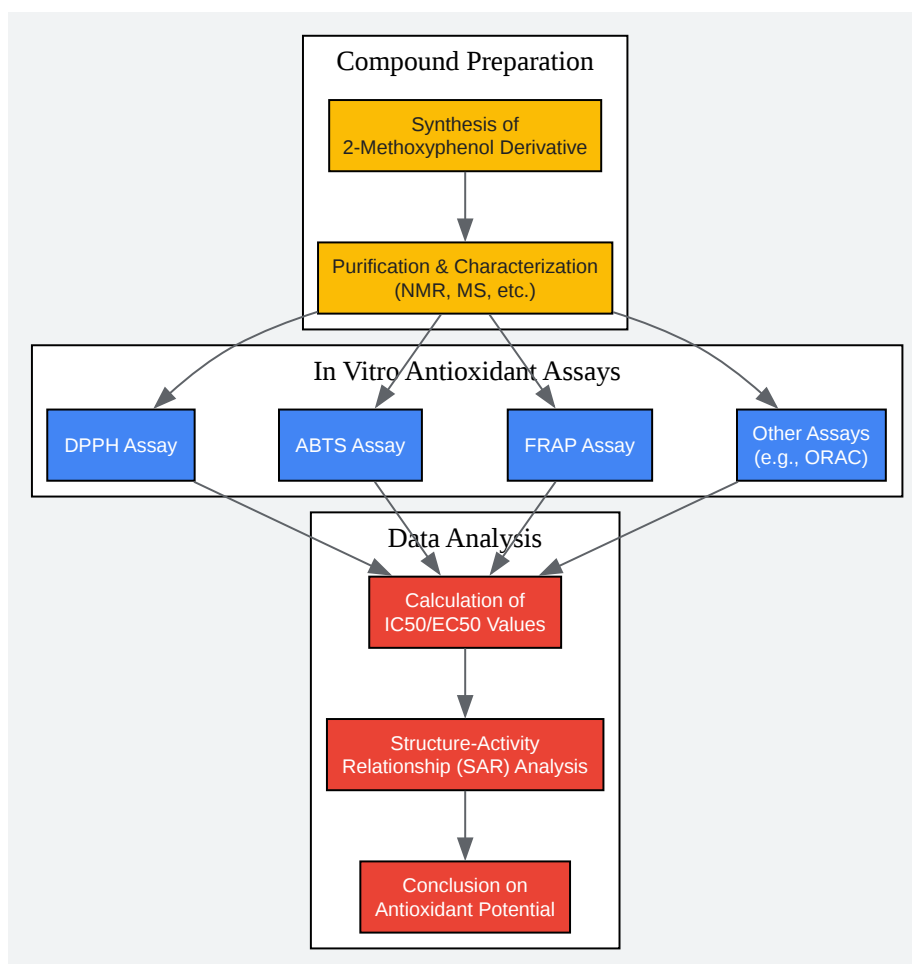 Compound Preparation
Synthesis of
2-Methoxyphenol Derivative
Purification & Characterization
(NMR, MS, etc.)
In Vitro Antioxidant Assays
DPPH Assay
ABTS Assay
FRAP Assay
Other Assays
(e.g., ORAC)
Data Analysis
Calculation of
IC50/EC50 Values
Structure-Activity
Relationship (SAR) Analysis
Conclusion on
Antioxidant Potential